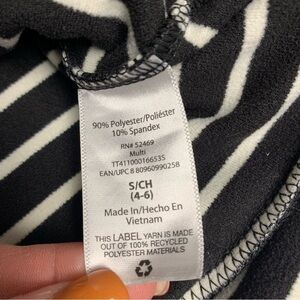 90% Polyester/Poliéster
10% Spandex
RN# 52469
Multi
TT41100016653S
EAN/UPC 8 80960990258
S/CH
(4-6)
Made In/Hecho En
Vietnam
THIS LABEL YARN IS MADE
OUT OF 100% RECYCLED
POLYESTER MATERIALS